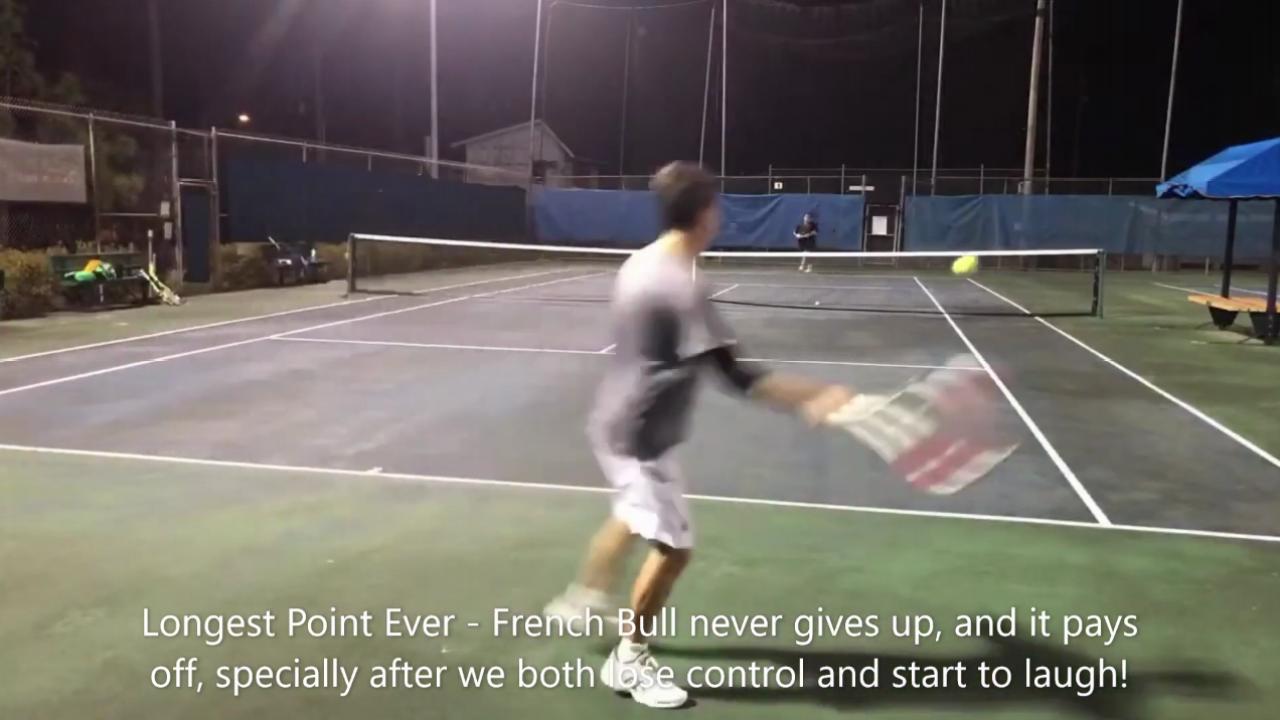 Longest Point Ever - French Bull never gives up, and it pays
off, specially after we both lose control and start to laugh!